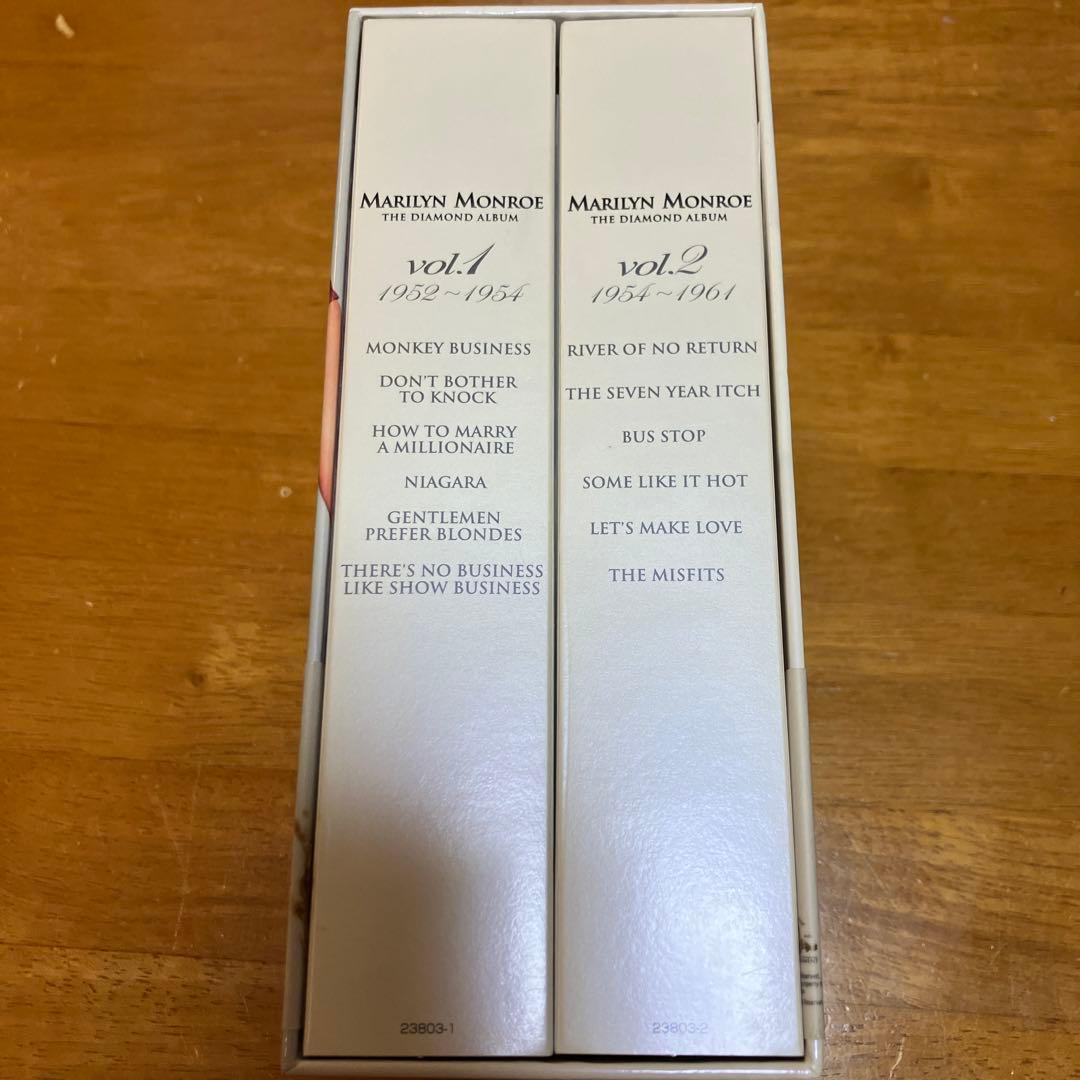 MARILYN MONROE
THE DIAMOND ALBUM
vol.1
1952~1954
MONKEY BUSINESS
DON'T BOTHER
TO KNOCK
HOW TO MARRY
A MILLIONAIRE
NIAGARA
GENTLEMEN
PREFER BLONDES
THERE'S NO BUSINESS
LIKE SHOW BUSINESS
23803-1
MARILYN MONROE
THE DIAMOND ALBUM
vol.2
1954~1961
RIVER OF NO RETURN
THE SEVEN YEAR ITCH
BUS STOP
SOME LIKE IT HOT
LET'S MAKE LOVE
THE MISFITS
23803-2